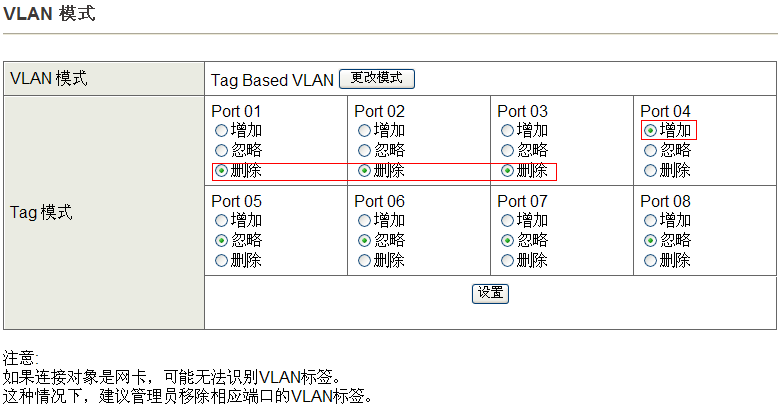 VLAN 模式
VLAN 模式
Tag Based VLAN 更改模式
Tag 模式
Port 01
增加
忽略
删除
Port 02
增加
忽略
删除
Port 03
增加
忽略
删除
Port 04
增加
忽略
删除
Port 05
增加
忽略
删除
Port 06
增加
忽略
删除
Port 07
增加
忽略
删除
Port 08
增加
忽略
删除
设置
注意:
如果连接对象是网卡，可能无法识别VLAN标签。
这种情况下，建议管理员移除相应端口的VLAN标签。